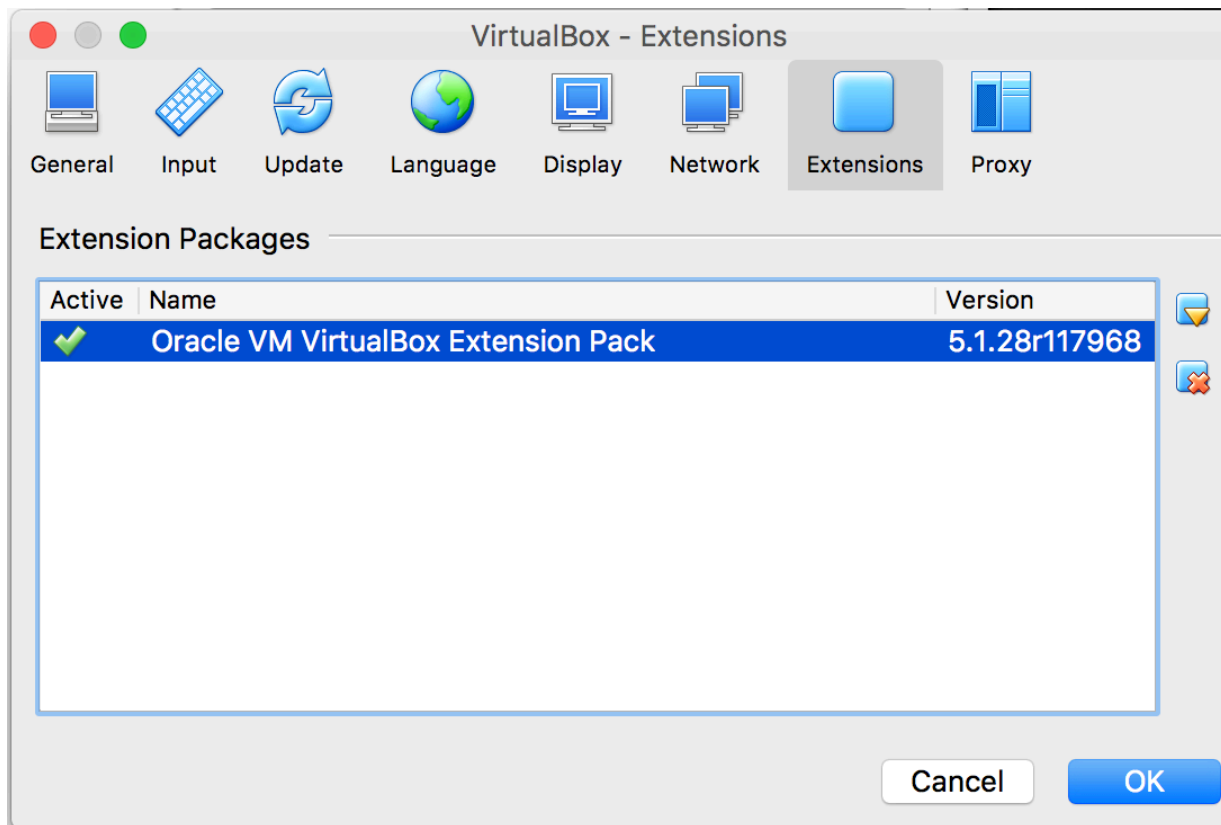 VirtualBox - Extensions
General Input Update Language Display Network Extensions Proxy
Extension Packages
Active Name Version
Oracle VM VirtualBox Extension Pack 5.1.28r117968
Cancel OK